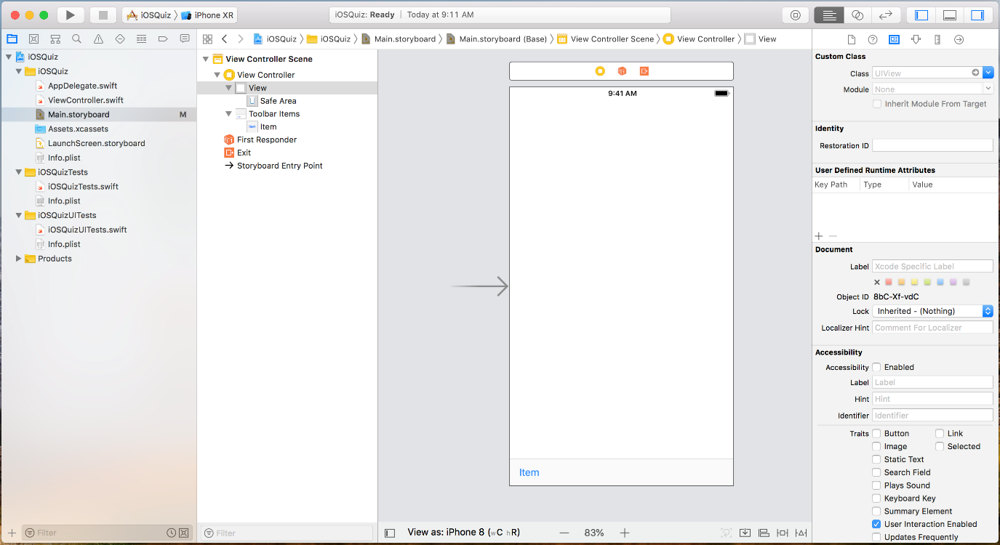 iOSQuiz iPhone XR
iOSQuiz: Ready | Today at 9:11 AM
iOSQuiz
iOSQuiz
AppDelegate.swift
ViewController.swift
Main.storyboard M
Assets.xcassets
LaunchScreen.storyboard
Info.plist
iOSQuizTests
iOSQuizTests.swift
Info.plist
iOSQuizUITests
iOSQuizUITests.swift
Info.plist
Products
Filter
iOSQuiz iOSQuiz Main.storyboard Main.storyboard (Base) View Controller Scene View Controller View
View Controller Scene
View Controller
View
Safe Area
Toolbar Items
Item
Item
First Responder
Exit
Storyboard Entry Point
Filter
9:41 AM
Item
View as: iPhone 8 (wC hR)
83%
Custom Class
Class UIView
Module None
Inherit Module From Target
Identity
Restoration ID
User Defined Runtime Attributes
Key Path Type Value
Document
Label Xcode Specific Label
Object ID 8bC-Xf-vdC
Lock Inherited - (Nothing)
Localizer Hint Comment For Localizer
Accessibility
Accessibility Enabled
Label Label
Hint Hint
Identifier Identifier
Traits Button Link
Image Selected
Static Text
Search Field
Plays Sound
Keyboard Key
Summary Element
User Interaction Enabled
Updates Frequently